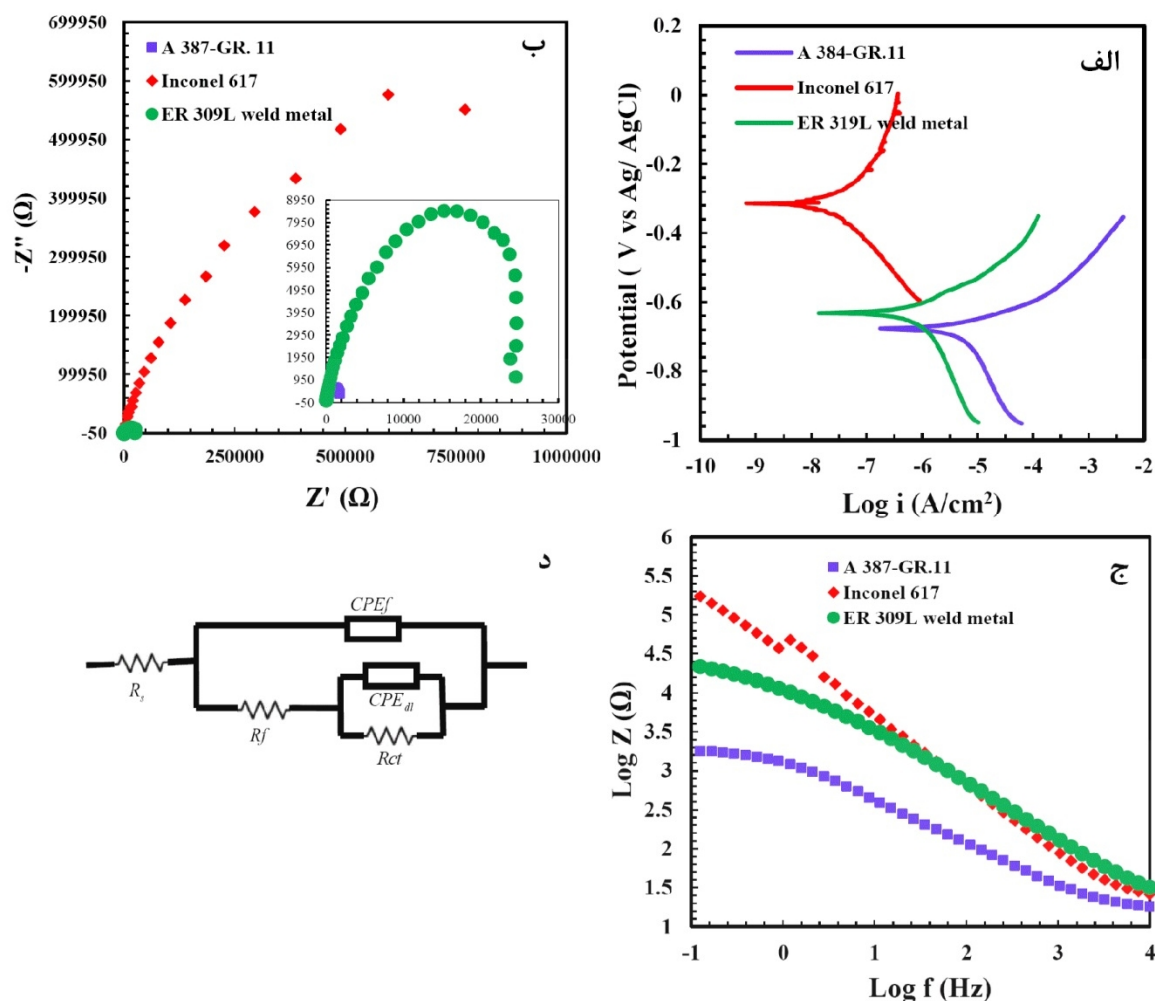 الف
A 384-GR.11
Inconel 617
ER 319L weld metal
Potential ( V vs Ag/ AgCl)
0
-0.2
-0.4
-0.6
-0.8
-1
-10 -9 -8 -7 -6 -5 -4 -3 -2
Log i (A/cm²)
ب
A 387-GR. 11
Inconel 617
ER 309L weld metal
-Z'' (Ω)
699950
599950
499950
399950
299950
199950
99950
-50
0 250000 500000 750000 1000000
Z' (Ω)
8950
7950
6950
5950
4950
3950
2950
1950
950
-50
0 10000 20000 30000
ج
A 387-GR.11
Inconel 617
ER 309L weld metal
Log Z (Ω)
6
5.5
5
4.5
4
3.5
3
2.5
2
1.5
1
-1 0 1 2 3 4
Log f (Hz)
د
CPEf
Rs
CPEdl
Rf
Rct